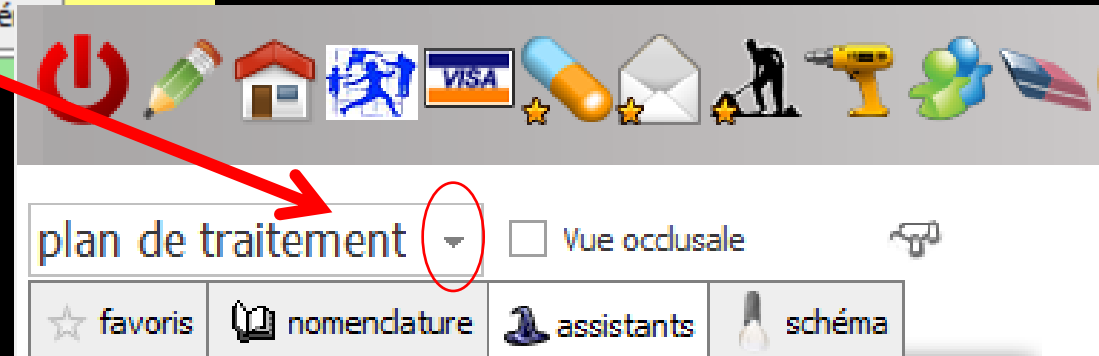 VISA
plan de traitement
Vue occlusale
favoris nomenclature assistants schéma